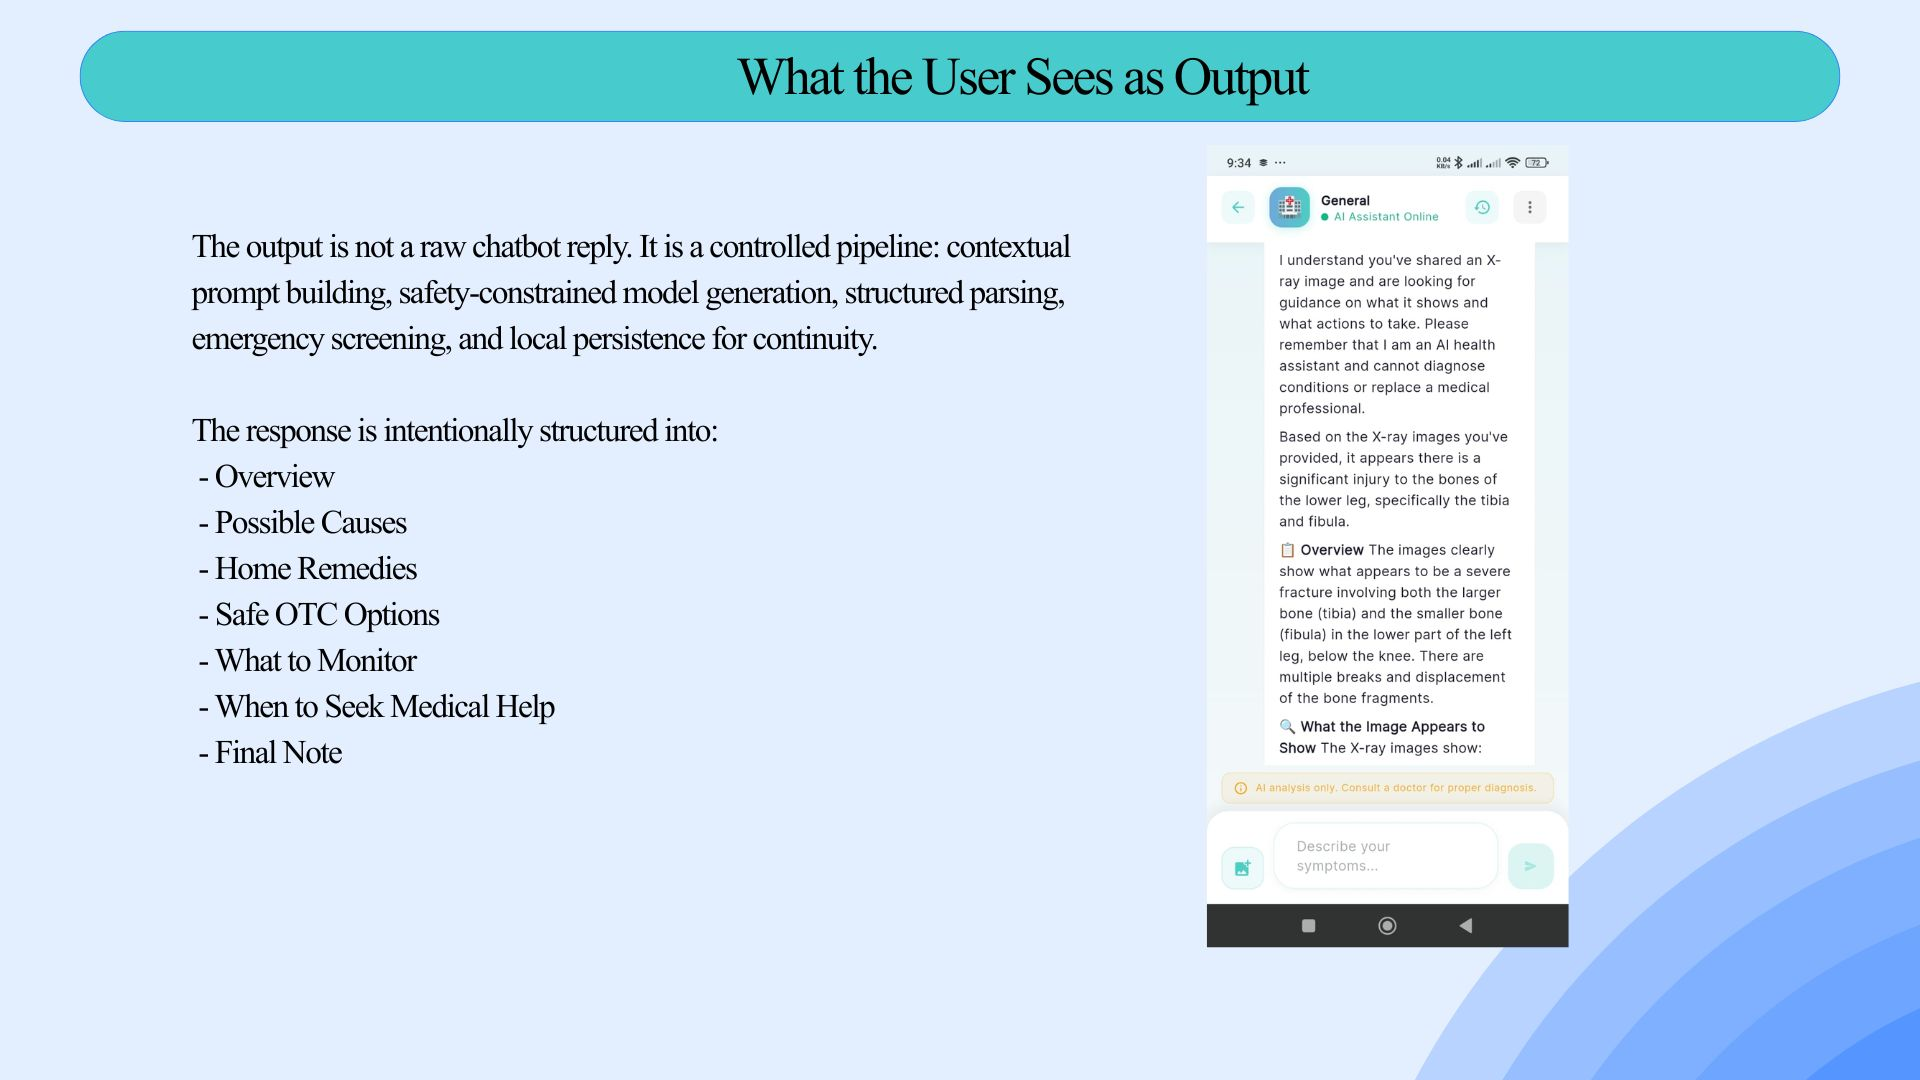 What the User Sees as Output
The output is not a raw chatbot reply. It is a controlled pipeline: contextual
prompt building, safety-constrained model generation, structured parsing,
emergency screening, and local persistence for continuity.
The response is intentionally structured into:
- Overview
- Possible Causes
- Home Remedies
- Safe OTC Options
- What to Monitor
- When to Seek Medical Help
- Final Note
9:34
0.04
KB/s
72
General
AI Assistant Online
I understand you've shared an X-
ray image and are looking for
guidance on what it shows and
what actions to take. Please
remember that I am an AI health
assistant and cannot diagnose
conditions or replace a medical
professional.
Based on the X-ray images you've
provided, it appears there is a
significant injury to the bones of
the lower leg, specifically the tibia
and fibula.
📋 Overview The images clearly
show what appears to be a severe
fracture involving both the larger
bone (tibia) and the smaller bone
(fibula) in the lower part of the left
leg, below the knee. There are
multiple breaks and displacement
of the bone fragments.
🔍 What the Image Appears to
Show The X-ray images show:
AI analysis only. Consult a doctor for proper diagnosis.
Describe your
symptoms...